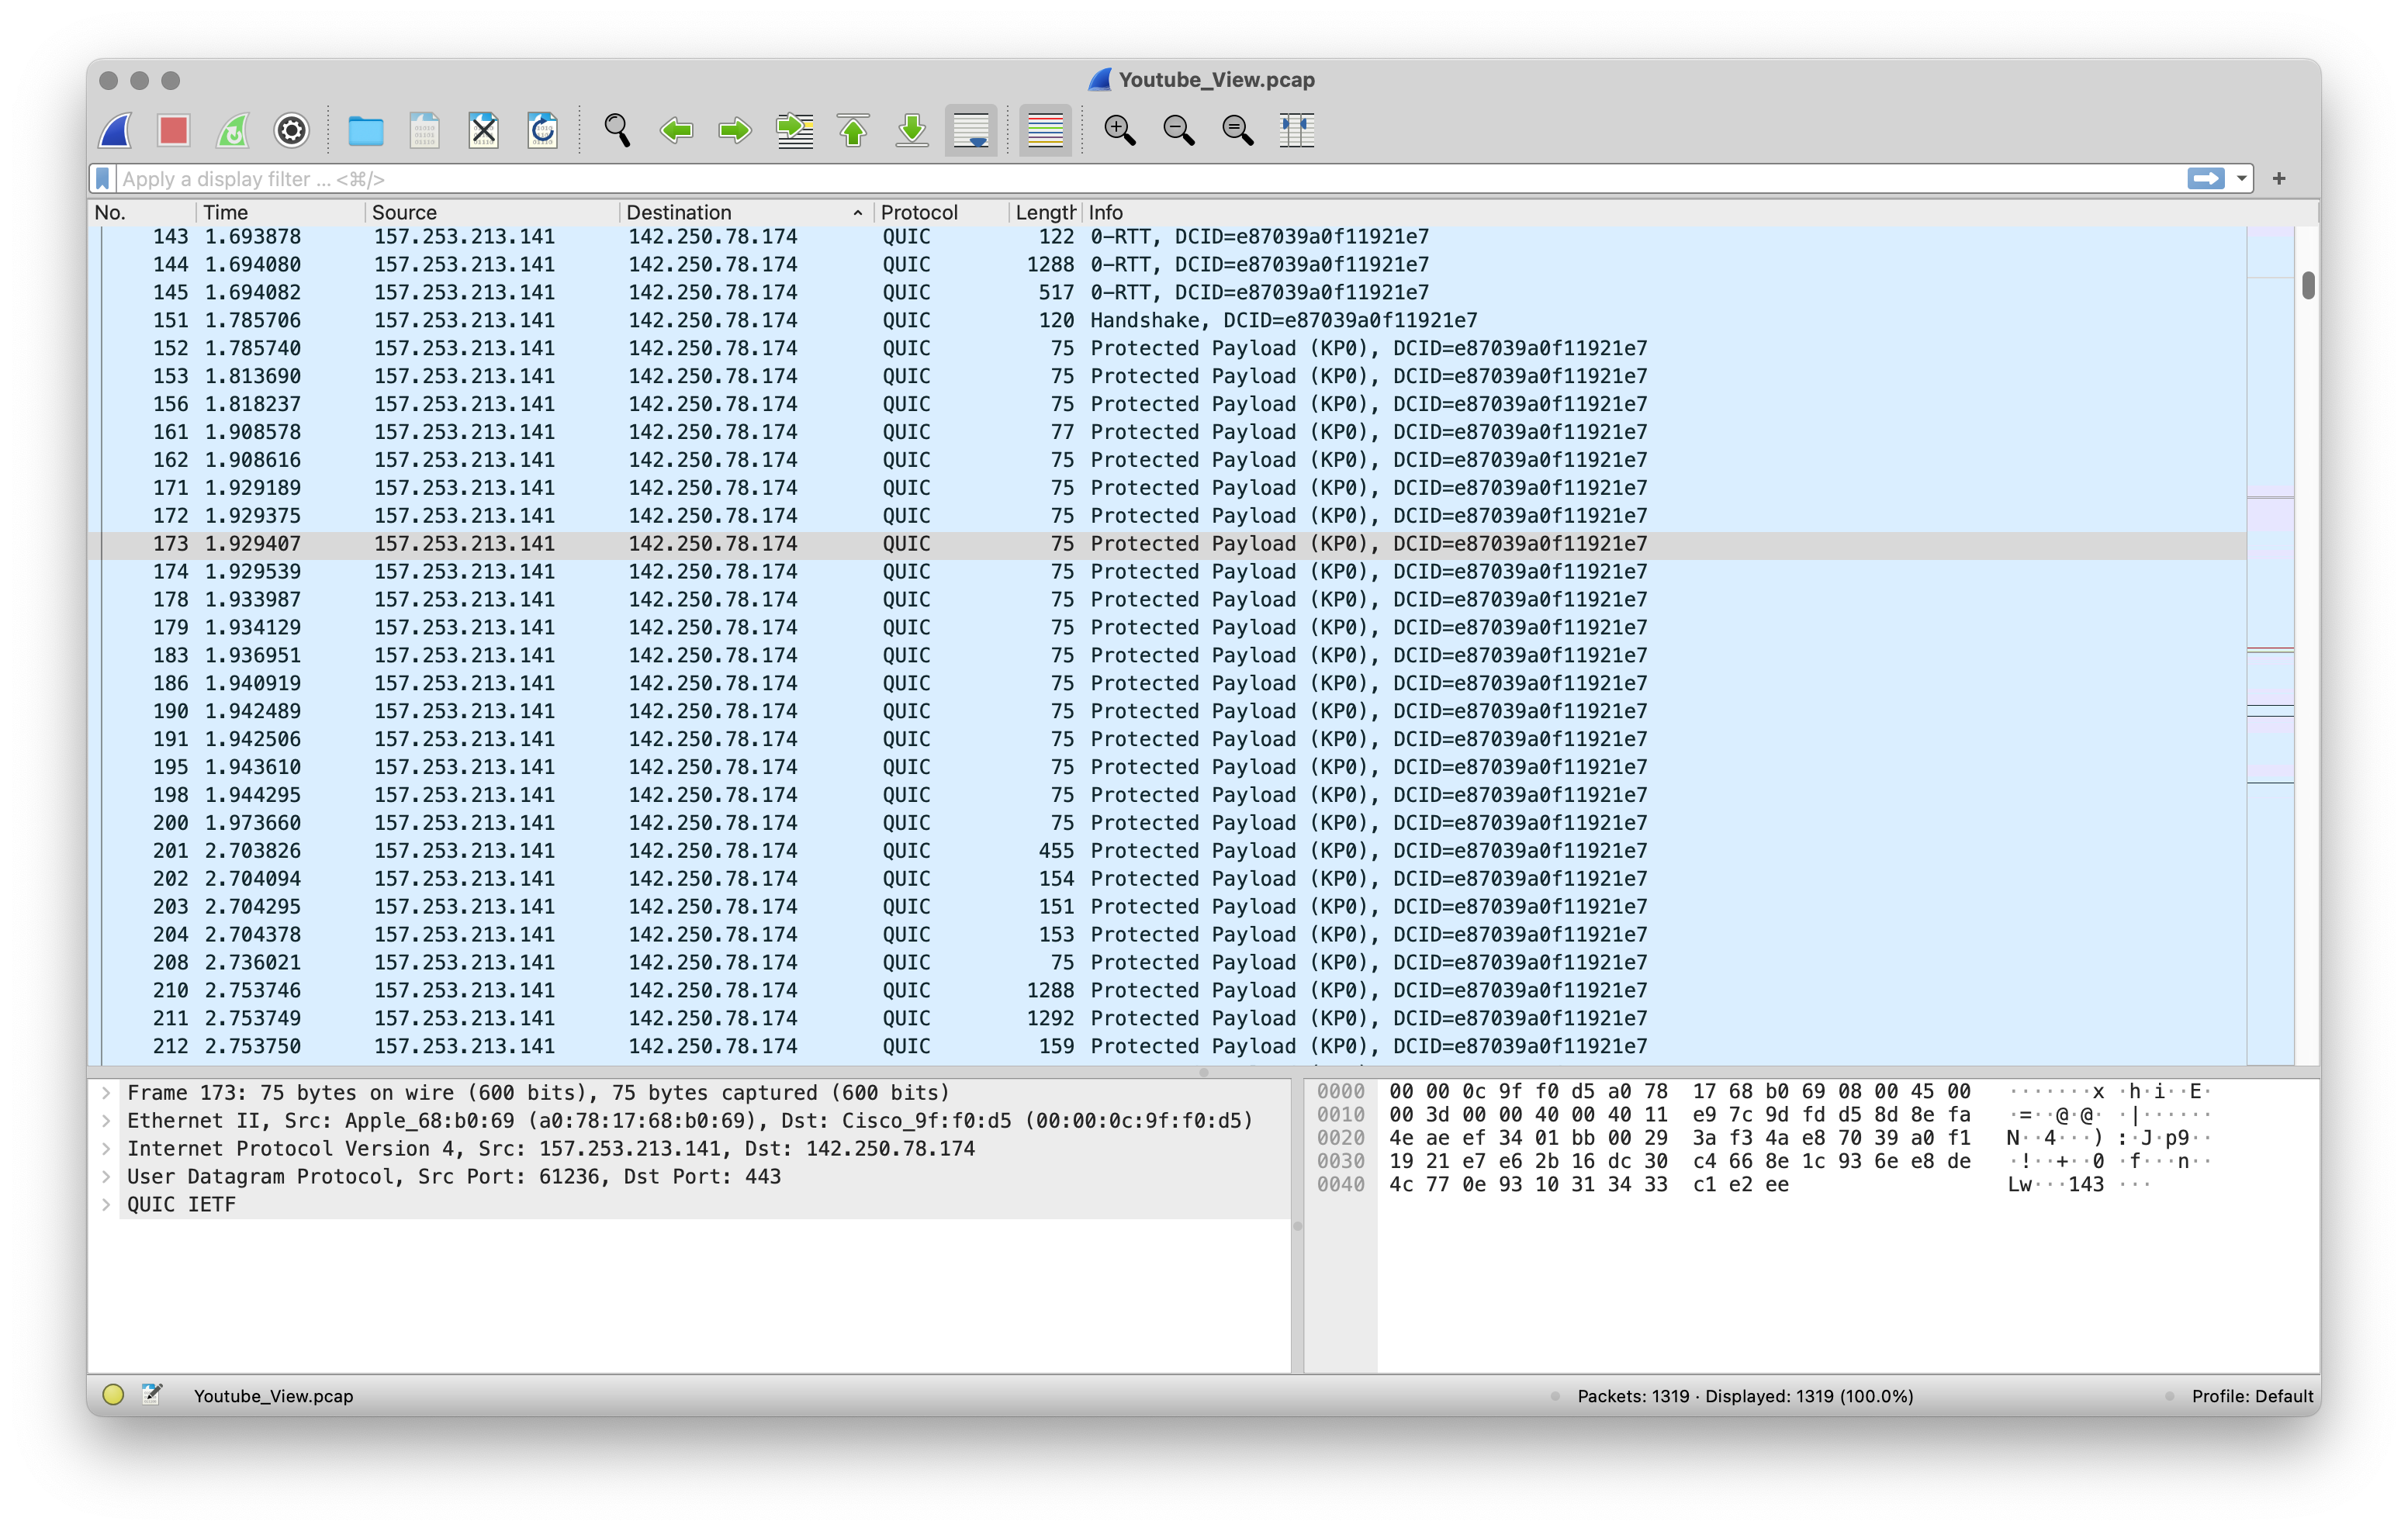 Youtube_View.pcap
Apply a display filter ... <⌘/>
+
No. Time Source Destination Protocol Length Info
143 1.693878 157.253.213.141 142.250.78.174 QUIC 122 0-RTT, DCID=e87039a0f11921e7
144 1.694080 157.253.213.141 142.250.78.174 QUIC 1288 0-RTT, DCID=e87039a0f11921e7
145 1.694082 157.253.213.141 142.250.78.174 QUIC 517 0-RTT, DCID=e87039a0f11921e7
151 1.785706 157.253.213.141 142.250.78.174 QUIC 120 Handshake, DCID=e87039a0f11921e7
152 1.785740 157.253.213.141 142.250.78.174 QUIC 75 Protected Payload (KP0), DCID=e87039a0f11921e7
153 1.813690 157.253.213.141 142.250.78.174 QUIC 75 Protected Payload (KP0), DCID=e87039a0f11921e7
156 1.818237 157.253.213.141 142.250.78.174 QUIC 75 Protected Payload (KP0), DCID=e87039a0f11921e7
161 1.908578 157.253.213.141 142.250.78.174 QUIC 77 Protected Payload (KP0), DCID=e87039a0f11921e7
162 1.908616 157.253.213.141 142.250.78.174 QUIC 75 Protected Payload (KP0), DCID=e87039a0f11921e7
171 1.929189 157.253.213.141 142.250.78.174 QUIC 75 Protected Payload (KP0), DCID=e87039a0f11921e7
172 1.929375 157.253.213.141 142.250.78.174 QUIC 75 Protected Payload (KP0), DCID=e87039a0f11921e7
173 1.929407 157.253.213.141 142.250.78.174 QUIC 75 Protected Payload (KP0), DCID=e87039a0f11921e7
174 1.929539 157.253.213.141 142.250.78.174 QUIC 75 Protected Payload (KP0), DCID=e87039a0f11921e7
178 1.933987 157.253.213.141 142.250.78.174 QUIC 75 Protected Payload (KP0), DCID=e87039a0f11921e7
179 1.934129 157.253.213.141 142.250.78.174 QUIC 75 Protected Payload (KP0), DCID=e87039a0f11921e7
183 1.936951 157.253.213.141 142.250.78.174 QUIC 75 Protected Payload (KP0), DCID=e87039a0f11921e7
186 1.940919 157.253.213.141 142.250.78.174 QUIC 75 Protected Payload (KP0), DCID=e87039a0f11921e7
190 1.942489 157.253.213.141 142.250.78.174 QUIC 75 Protected Payload (KP0), DCID=e87039a0f11921e7
191 1.942506 157.253.213.141 142.250.78.174 QUIC 75 Protected Payload (KP0), DCID=e87039a0f11921e7
195 1.943610 157.253.213.141 142.250.78.174 QUIC 75 Protected Payload (KP0), DCID=e87039a0f11921e7
198 1.944295 157.253.213.141 142.250.78.174 QUIC 75 Protected Payload (KP0), DCID=e87039a0f11921e7
200 1.973660 157.253.213.141 142.250.78.174 QUIC 75 Protected Payload (KP0), DCID=e87039a0f11921e7
201 2.703826 157.253.213.141 142.250.78.174 QUIC 455 Protected Payload (KP0), DCID=e87039a0f11921e7
202 2.704094 157.253.213.141 142.250.78.174 QUIC 154 Protected Payload (KP0), DCID=e87039a0f11921e7
203 2.704295 157.253.213.141 142.250.78.174 QUIC 151 Protected Payload (KP0), DCID=e87039a0f11921e7
204 2.704378 157.253.213.141 142.250.78.174 QUIC 153 Protected Payload (KP0), DCID=e87039a0f11921e7
208 2.736021 157.253.213.141 142.250.78.174 QUIC 75 Protected Payload (KP0), DCID=e87039a0f11921e7
210 2.753746 157.253.213.141 142.250.78.174 QUIC 1288 Protected Payload (KP0), DCID=e87039a0f11921e7
211 2.753749 157.253.213.141 142.250.78.174 QUIC 1292 Protected Payload (KP0), DCID=e87039a0f11921e7
212 2.753750 157.253.213.141 142.250.78.174 QUIC 159 Protected Payload (KP0), DCID=e87039a0f11921e7
Frame 173: 75 bytes on wire (600 bits), 75 bytes captured (600 bits)
Ethernet II, Src: Apple_68:b0:69 (a0:78:17:68:b0:69), Dst: Cisco_9f:f0:d5 (00:00:0c:9f:f0:d5)
Internet Protocol Version 4, Src: 157.253.213.141, Dst: 142.250.78.174
User Datagram Protocol, Src Port: 61236, Dst Port: 443
QUIC IETF
0000 00 00 0c 9f f0 d5 a0 78 17 68 b0 69 08 00 45 00 ·······x ·h·i··E·
0010 00 3d 00 00 40 00 40 11 e9 7c 9d fd d5 8d 8e fa ·=··@·@· ·|······
0020 4e ae ef 34 01 bb 00 29 3a f3 4a e8 70 39 a0 f1 N··4···) :·J·p9··
0030 19 21 e7 e6 2b 16 dc 30 c4 66 8e 1c 93 6e e8 de ·!··+··0 ·f···n··
0040 4c 77 0e 93 10 31 34 33 c1 e2 ee Lw···143 ···
Youtube_View.pcap
Packets: 1319 · Displayed: 1319 (100.0%)
Profile: Default